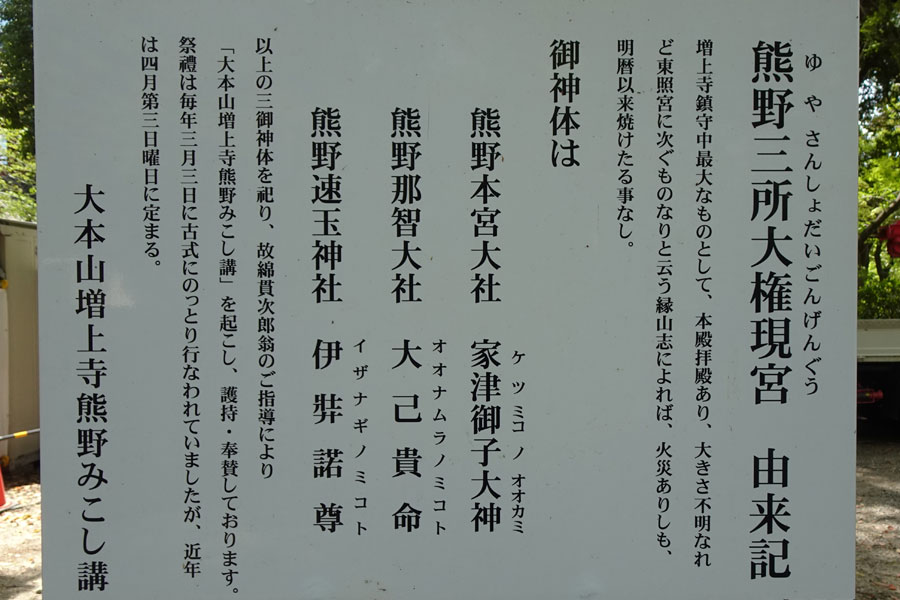 ゆやさんしょだいごんげんぐう
熊野三所大権現宮 由来記
増上寺鎮守中最大なものとして、本殿拝殿あり、大きさ不明なれ
ど東照宮に次ぐものなりと云う縁山志によれば、火災ありしも、
明暦以来焼けたる事なし。
御神体は
ケツミコノオオカミ
熊野本宮大社 家津御子大神
オオナムラノミコト
熊野那智大社 大己貴命
イザナギノミコト
熊野速玉神社 伊弉諾尊
以上の三御神体を祀り、故綿貫次郎翁のご指導により
「大本山増上寺熊野みこし講」を起こし、護持・奉賛しております。
祭禮は毎年三月三日に古式にのっとり行なわれていましたが、近年
は四月第三日曜日に定まる。
大本山増上寺熊野みこし講